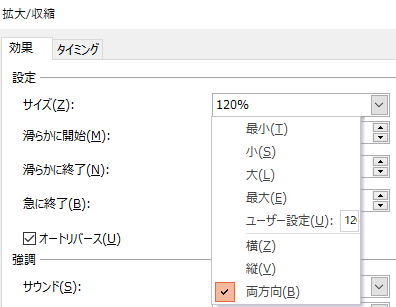 拡大/収縮
効果 タイミング
設定
サイズ(Z): 120%
最小(T)
滑らかに開始(M):
小(S)
滑らかに終了(N):
大(L)
最大(E)
急に終了(B):
ユーザー設定(U): 12
オートリバース(U)
横(Z)
強調
縦(V)
サウンド(S):
両方向(B)